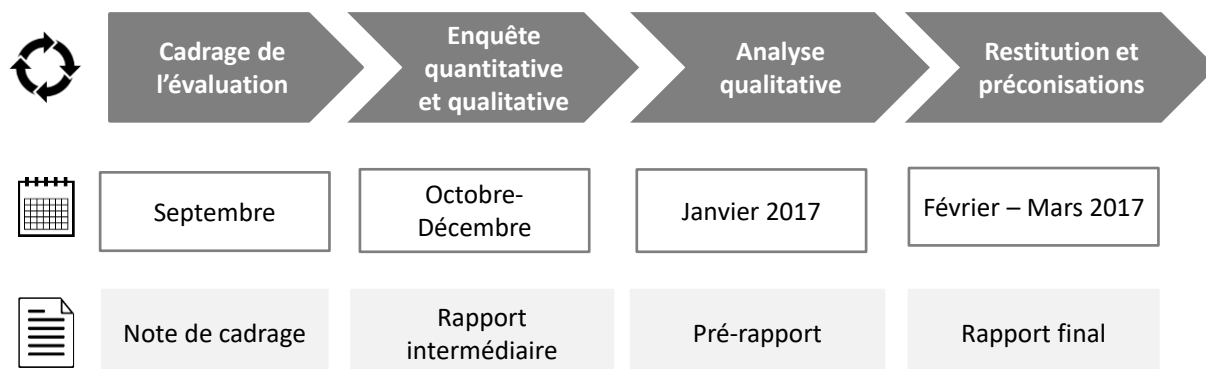 Cadrage de
l’évaluation
Enquête
quantitative
et qualitative
Analyse
qualitative
Restitution et
préconisations
Septembre
Octobre-
Décembre
Janvier 2017
Février – Mars 2017
Note de cadrage
Rapport
intermédiaire
Pré-rapport
Rapport final